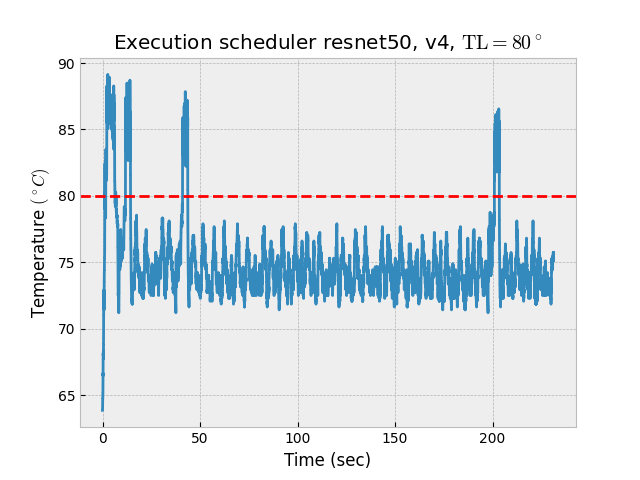 Execution scheduler resnet50, v4, TL = 80°
90
85
80
75
70
65
Temperature (°C)
0 50 100 150 200
Time (sec)